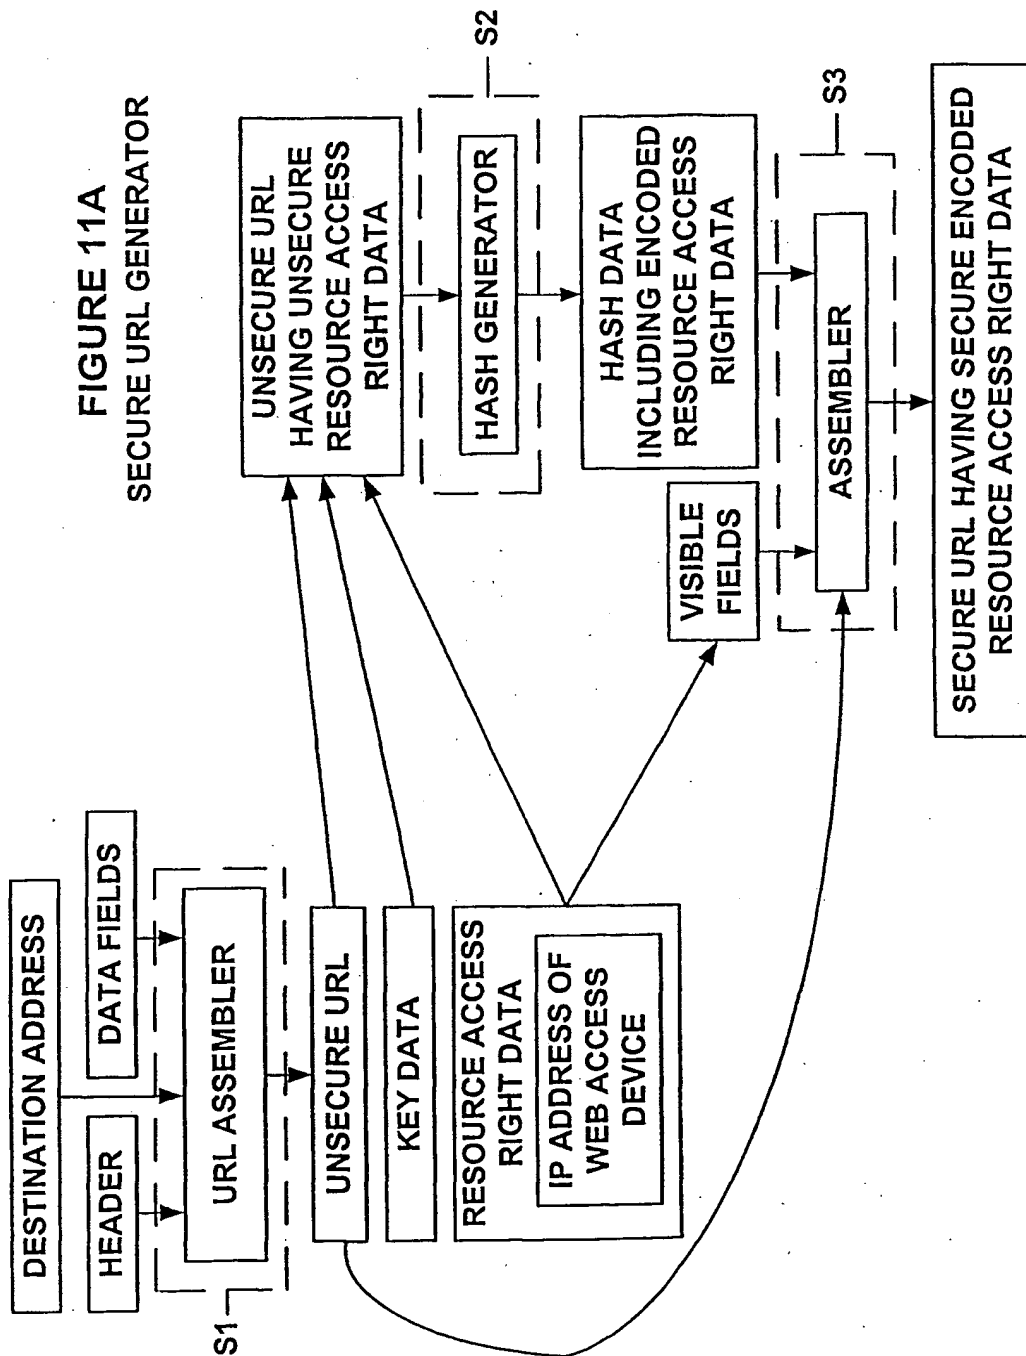 FIGURE 11A
SECURE URL GENERATOR
DESTINATION ADDRESS
HEADER
DATA FIELDS
S1
URL ASSEMBLER
UNSECURE URL
KEY DATA
RESOURCE ACCESS
RIGHT DATA
IP ADDRESS OF
WEB ACCESS
DEVICE
UNSECURE URL
HAVING UNSECURE
RESOURCE ACCESS
RIGHT DATA
HASH GENERATOR
S2
HASH DATA
INCLUDING ENCODED
RESOURCE ACCESS
RIGHT DATA
VISIBLE
FIELDS
ASSEMBLER
S3
SECURE URL HAVING SECURE ENCODED
RESOURCE ACCESS RIGHT DATA